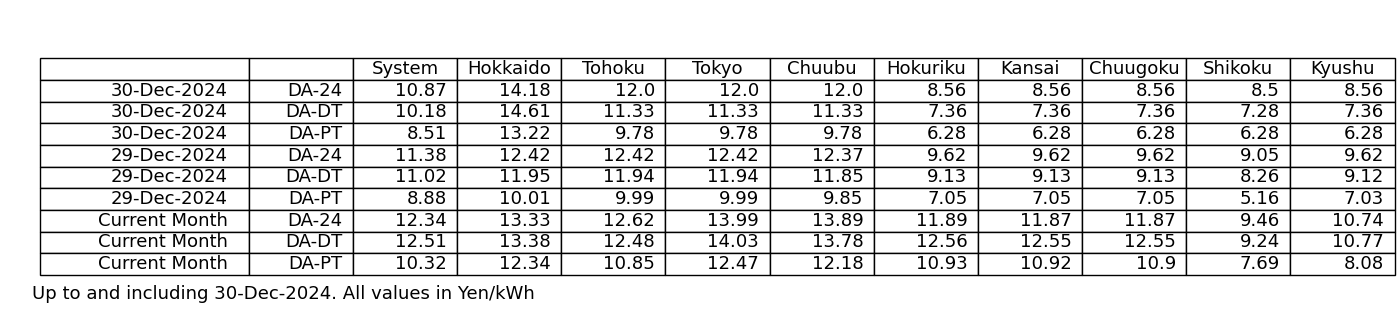 System Hokkaido Tohoku Tokyo Chuubu Hokuriku Kansai Chuugoku Shikoku Kyushu
30-Dec-2024 DA-24 10.87 14.18 12.0 12.0 12.0 8.56 8.56 8.56 8.5 8.56
30-Dec-2024 DA-DT 10.18 14.61 11.33 11.33 11.33 7.36 7.36 7.36 7.28 7.36
30-Dec-2024 DA-PT 8.51 13.22 9.78 9.78 9.78 6.28 6.28 6.28 6.28 6.28
29-Dec-2024 DA-24 11.38 12.42 12.42 12.42 12.37 9.62 9.62 9.62 9.05 9.62
29-Dec-2024 DA-DT 11.02 11.95 11.94 11.94 11.85 9.13 9.13 9.13 8.26 9.12
29-Dec-2024 DA-PT 8.88 10.01 9.99 9.99 9.85 7.05 7.05 7.05 5.16 7.03
Current Month DA-24 12.34 13.33 12.62 13.99 13.89 11.89 11.87 11.87 9.46 10.74
Current Month DA-DT 12.51 13.38 12.48 14.03 13.78 12.56 12.55 12.55 9.24 10.77
Current Month DA-PT 10.32 12.34 10.85 12.47 12.18 10.93 10.92 10.9 7.69 8.08
Up to and including 30-Dec-2024. All values in Yen/kWh